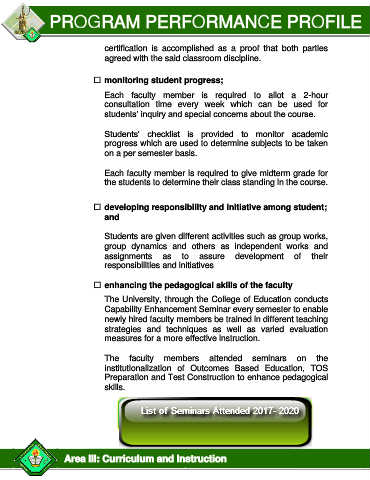 PROGRAM PERFORMANCE PROFILE
certification is accomplished as a proof that both parties
agreed with the said classroom discipline.
☐ monitoring student progress;
Each faculty member is required to allot a 2-hour
consultation time every week which can be used for
students' inquiry and special concerns about the course.
Students' checklist is provided to monitor academic
progress which are used to determine subjects to be taken
on a per semester basis.
Each faculty member is required to give midterm grade for
the students to determine their class standing in the course.
☐ developing responsibility and initiative among student;
and
Students are given different activities such as group works,
group dynamics and others as independent works and
assignments as to assure development of their
responsibilities and initiatives
☐ enhancing the pedagogical skills of the faculty
The University, through the College of Education conducts
Capability Enhancement Seminar every semester to enable
newly hired faculty members be trained in different teaching
strategies and techniques as well as varied evaluation
measures for a more effective instruction.
The faculty members attended seminars on the
institutionalization of Outcomes Based Education, TOS
Preparation and Test Construction to enhance pedagogical
skills.
List of Seminars Attended 2017- 2020
Area III: Curriculum and Instruction